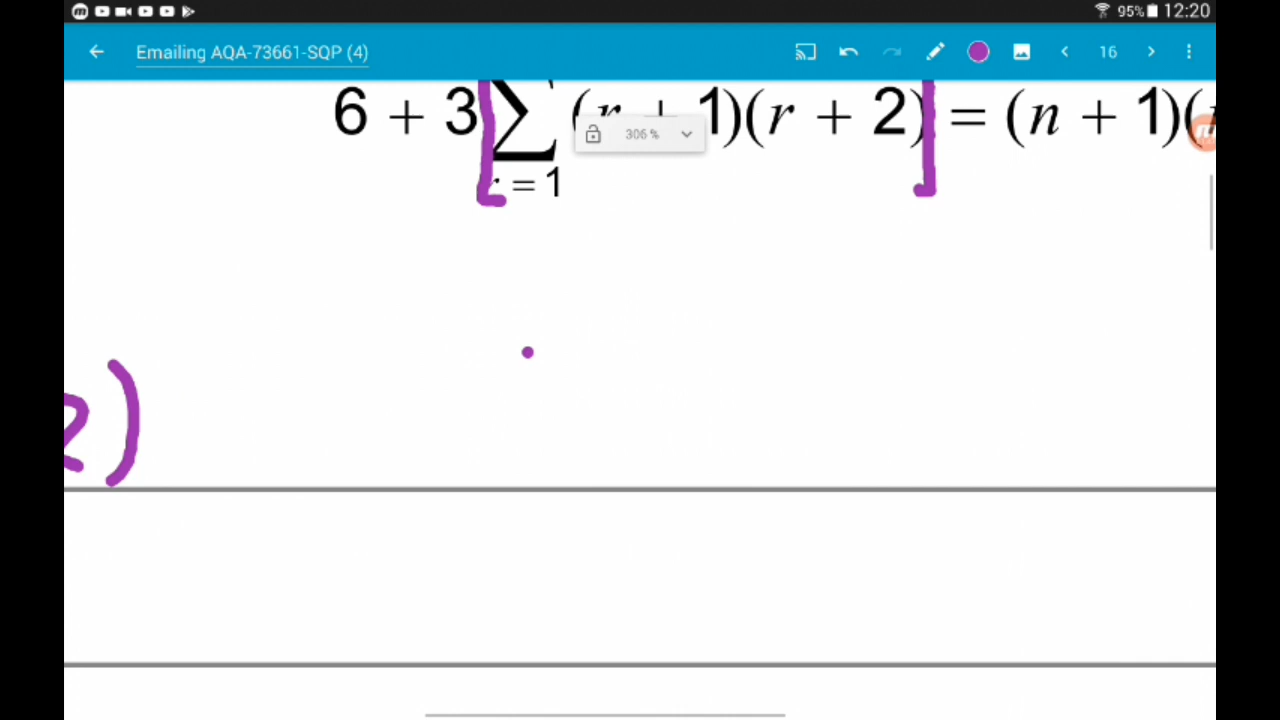 95% 12:20
Emailing AQA-73661-SQP (4) 16
6 + 3[∑ (r + 1)(r + 2)] = (n + 1)(
306 %
r = 1
2)